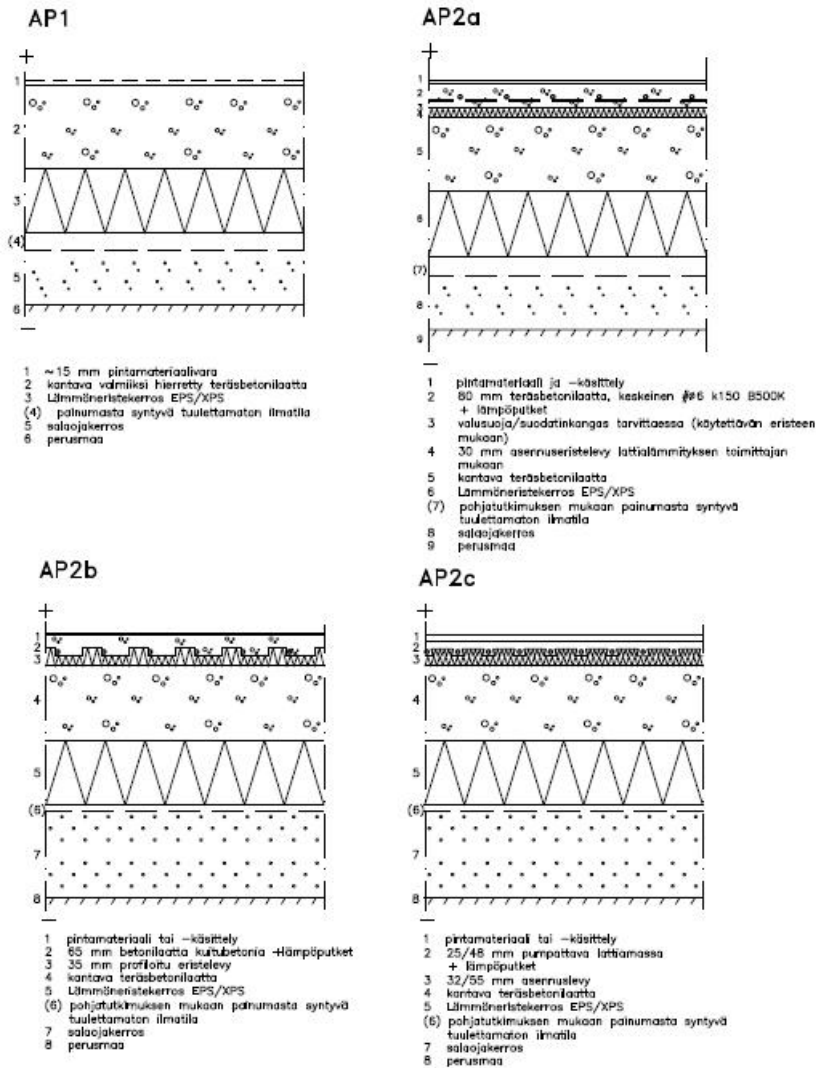 AP1
+
1
2
3
(4)
5
6
–
1 ~15 mm pintamateriaalivara
2 kantava valmiiksi hierretty teräsbetonilaatta
3 Lämmöneristekerros EPS/XPS
(4) painumasta syntyvä tuulettamaton ilmatila
5 salaojakerros
6 perusmaa
AP2a
+
1
2
3
4
5
6
(7)
8
9
–
1 pintamateriaali ja –käsittely
2 80 mm teräsbetonilaatta, keskeinen ##6 k150 B500K
+ lämpöputket
3 valusuoja/suodatinkangas tarvittaessa (käytettävän eristeen
mukaan)
4 30 mm asennuseristelevy lattialämmityksen toimittajan
mukaan
5 kantava teräsbetonilaatta
6 Lämmöneristekerros EPS/XPS
(7) pohjatutkimuksen mukaan painumasta syntyvä
tuulettamaton ilmatila
8 salaojakerros
9 perusmaa
AP2b
+
1
2
3
4
5
(6)
7
8
–
1 pintamateriaali tai –käsittely
2 65 mm betonilaatta kuitubetonia +lämpöputket
3 35 mm profiloitu eristelevy
4 kantava teräsbetonilaatta
5 Lämmöneristekerros EPS/XPS
(6) pohjatutkimuksen mukaan painumasta syntyvä
tuulettamaton ilmatila
7 salaojakerros
8 perusmaa
AP2c
+
1
2
3
4
5
(6)
7
8
–
1 pintamateriaali tai –käsittely
2 25/48 mm pumpattava lattiamassa
+ lämpöputket
3 32/55 mm asennuslevy
4 kantava teräsbetonilaatta
5 Lämmöneristekerros EPS/XPS
(6) pohjatutkimuksen mukaan painumasta syntyvä
tuulettamaton ilmatila
7 salaojakerros
8 perusmaa